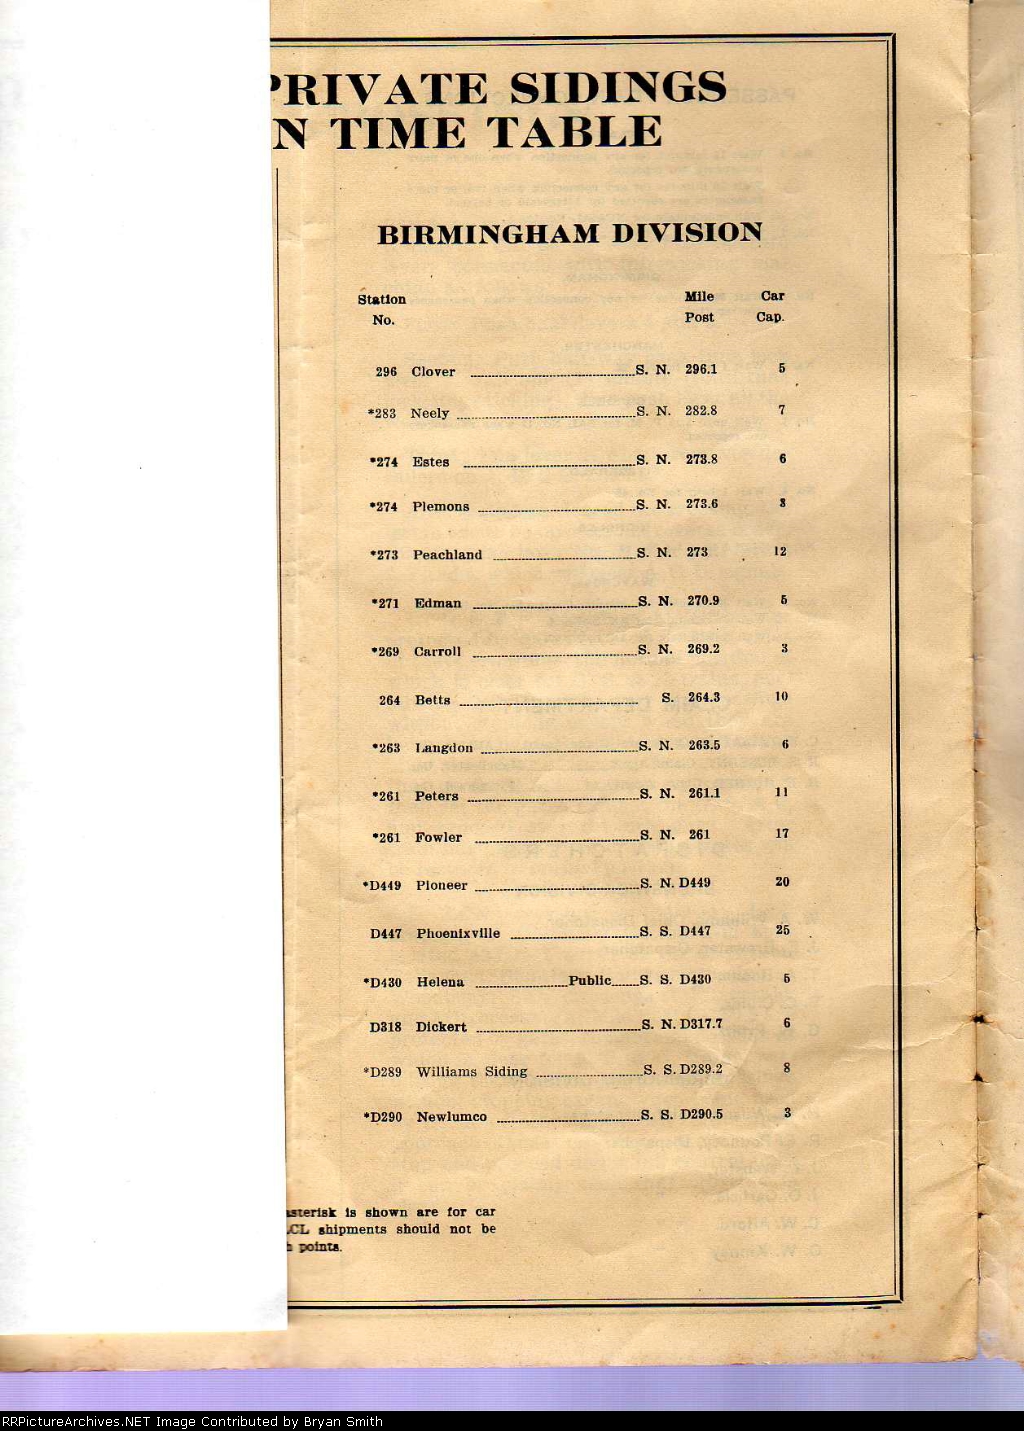 PRIVATE SIDINGS
N TIME TABLE
BIRMINGHAM DIVISION
Station Mile Car
No. Post Cap.
296 Clover S. N. 296.1 5
*283 Neely S. N. 282.8 7
*274 Estes S. N. 273.8 6
*274 Plemons S. N. 273.6
*273 Peachland S. N. 273 12
*271 Edman S. N. 270.9 5
*269 Carroll S. N. 269.2 3
264 Betts S. 264.3 10
*263 Langdon S. N. 263.5 6
*261 Peters S. N. 261.1 11
*261 Fowler S. N. 261 17
*D449 Pioneer S. N. D449 20
D447 Phoenixville S. S. D447 25
*D430 Helena Public S. S. D430 5
D318 Dickert S. N. D317.7 6
*D289 Williams Siding S. S. D289.2 8
*D290 Newlumco S. S. D290.5 3
asterisk is shown are for car
LCL shipments should not be
h points.
RRPictureArchives.NET Image Contributed by Bryan Smith